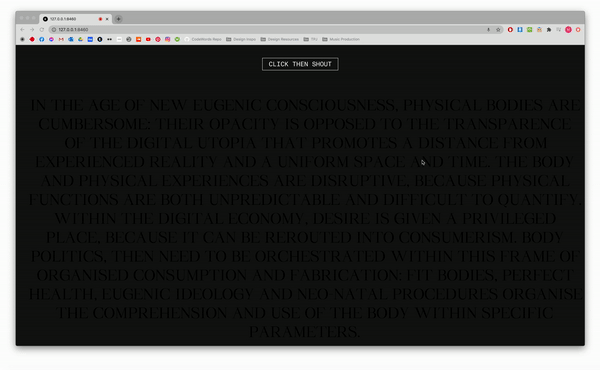 127.0.0.1:8460
127.0.0.1:8460
CodeNinde Repo
Design Inspo
Design Resources
TFI
Music Production
CLICK THEN SHOUT
IN THE AGE OF NEW EUGENIC CONSCIOUSNESS, PHYSICAL BODIES ARE
CUMBERSOME; THEIR OPACITY IS OPPOSED TO THE TRANSPARENCE
OF THE DIGITAL UTOPIA THAT PROMOTES A DISTANCE FROM
EXPERIENCED REALITY AND A UNIFORM SPACE AND TIME. THE BODY
AND PHYSICAL EXPERIENCES ARE DISRUPTIVE, BECAUSE PHYSICAL
FUNCTIONS ARE BOTH UNPREDICTABLE AND DIFFICULT TO QUANTIFY.
WITHIN THE DIGITAL ECONOMY, DESIRE IS GIVEN A PRIVILEGED
PLACE, BECAUSE IT CAN BE REROUTED INTO CONSUMERISM. BODY
POLITICS, THEN NEED TO BE ORCHESTRATED WITHIN THIS FRAME OF
ORGANISED CONSUMPTION AND FABRICATION: FIT BODIES, PERFECT
HEALTH, EUGENIC IDEOLOGY AND NEO NATAL PROCEDURES ORGANISE
THE COMPREHENSION AND USE OF THE BODY WITHIN SPECIFIC
PARAMETERS.